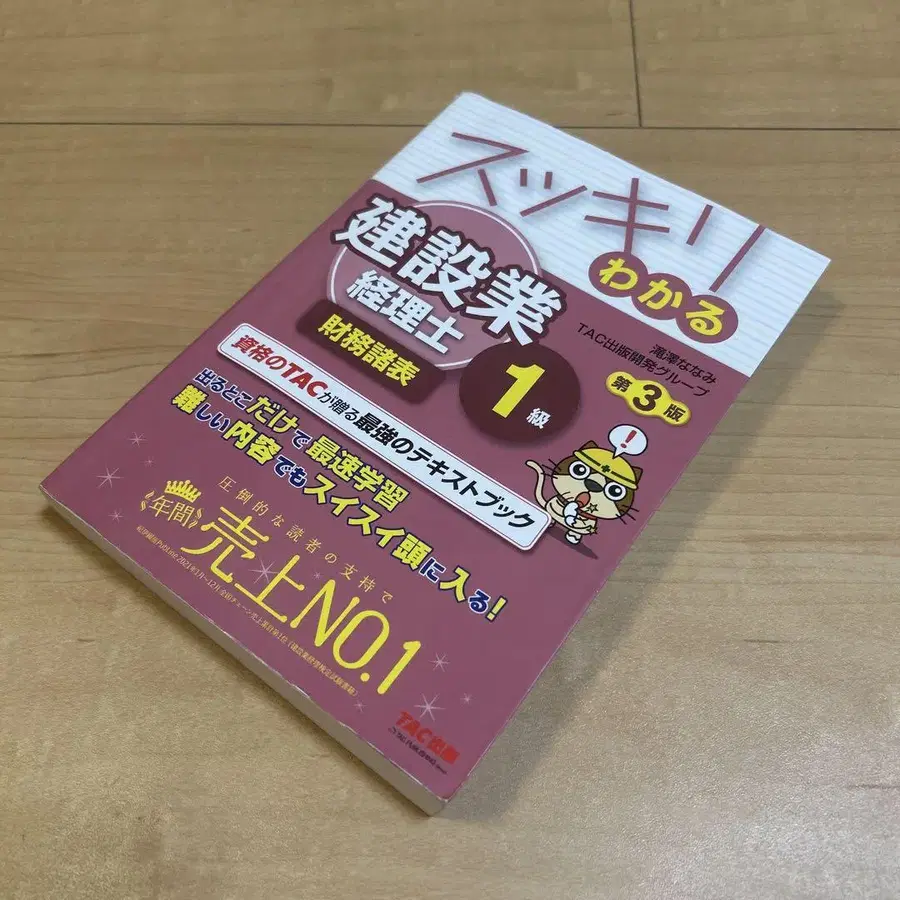 スッキリ
わかる
建設業
経理士
財務諸表
1級
滝澤ななみ
TAC出版開発グループ
第3版
!
資格のTACが贈る最強のテキストブック
出るとこだけで最速学習
難しい内容でもスイスイ頭に入る!
圧倒的な読者の支持で
年間
売上NO.1
TAC出版